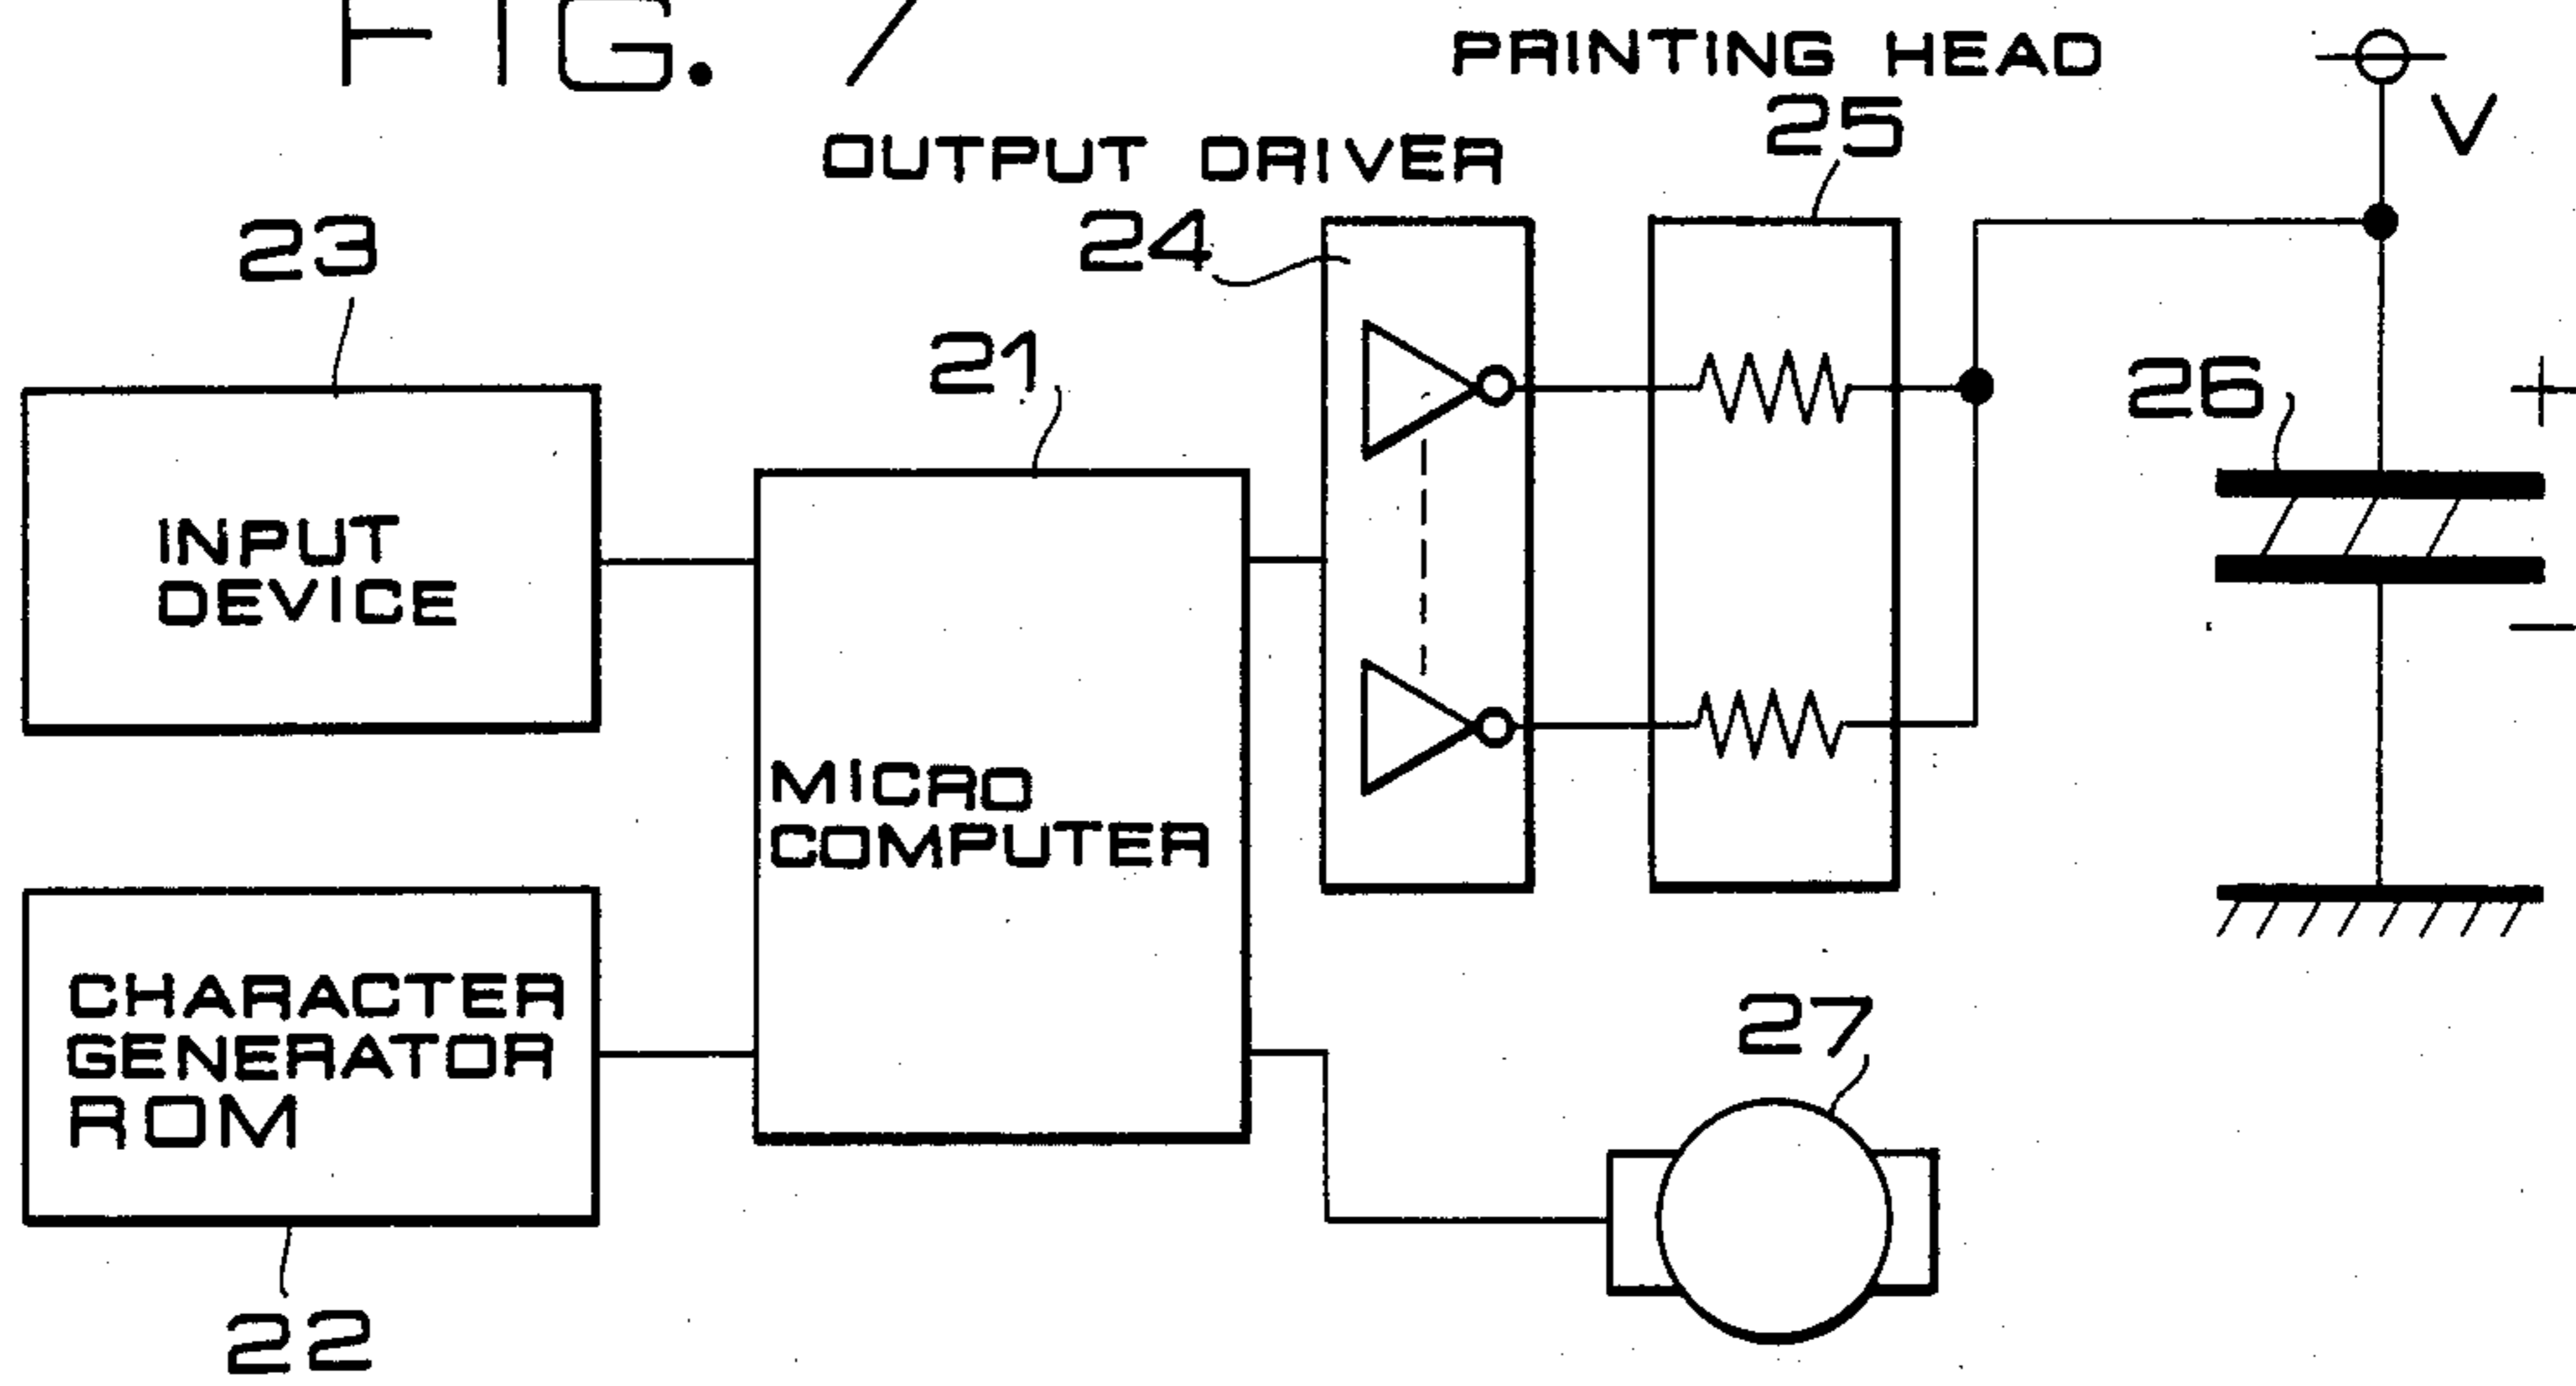 FIG. 7
PRINTING HEAD
25
V
OUTPUT DRIVER
24
23
21
26
+
INPUT
DEVICE
−
MICRO
COMPUTER
CHARACTER
GENERATOR
ROM
27
22